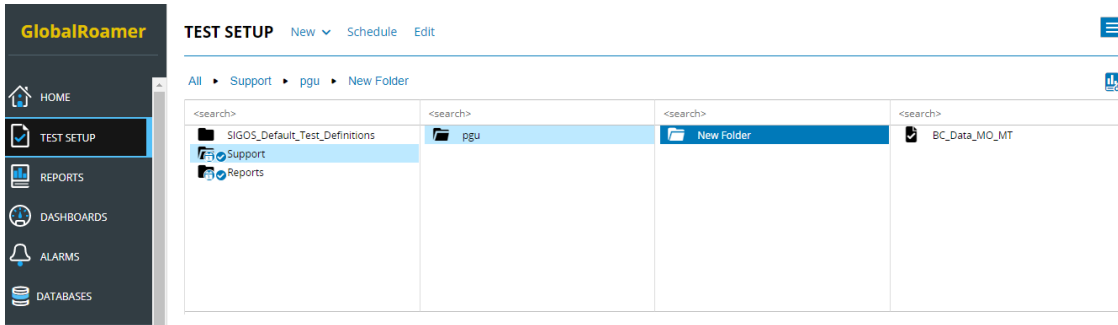 GlobalRoamer
TEST SETUP New Schedule Edit
All Support pgu New Folder
HOME
TEST SETUP
REPORTS
DASHBOARDS
ALARMS
DATABASES
<search> <search> <search> <search>
SIGOS_Default_Test_Definitions pgu New Folder BC_Data_MO_MT
Support
Reports